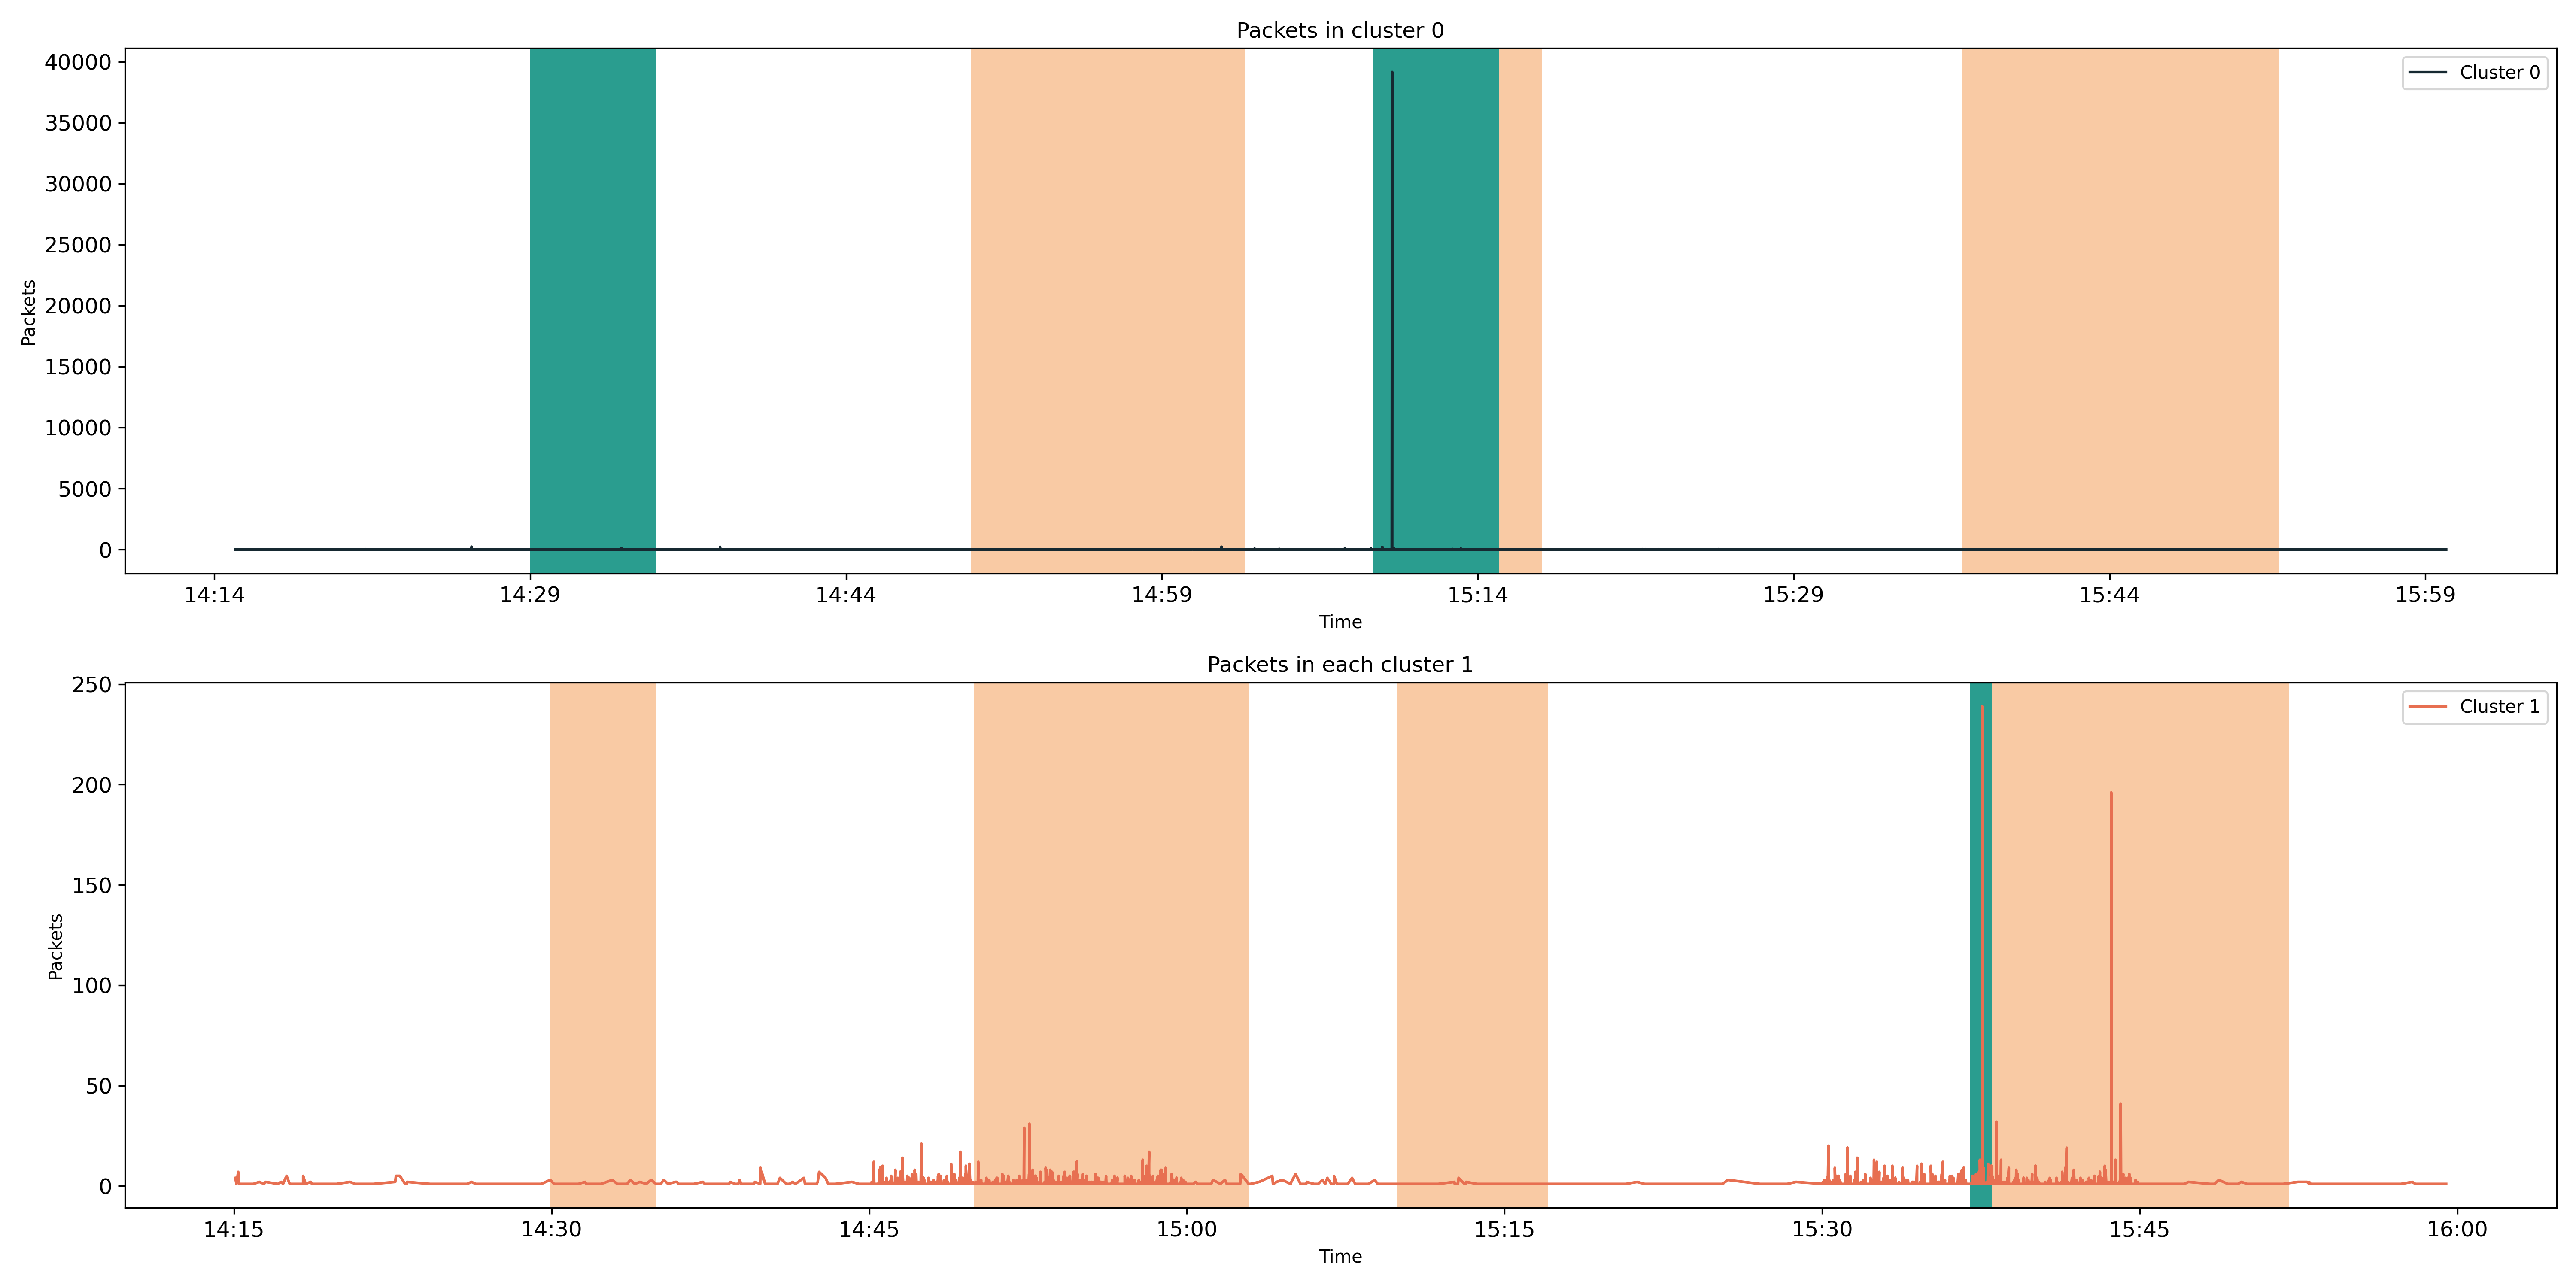 Packets in cluster 0
40000
35000
30000
25000
20000
15000
10000
5000
0
Packets
Cluster 0
14:14 14:29 14:44 14:59 15:14 15:29 15:44 15:59
Time
Packets in each cluster 1
250
200
150
100
50
0
Packets
Cluster 1
14:15 14:30 14:45 15:00 15:15 15:30 15:45 16:00
Time